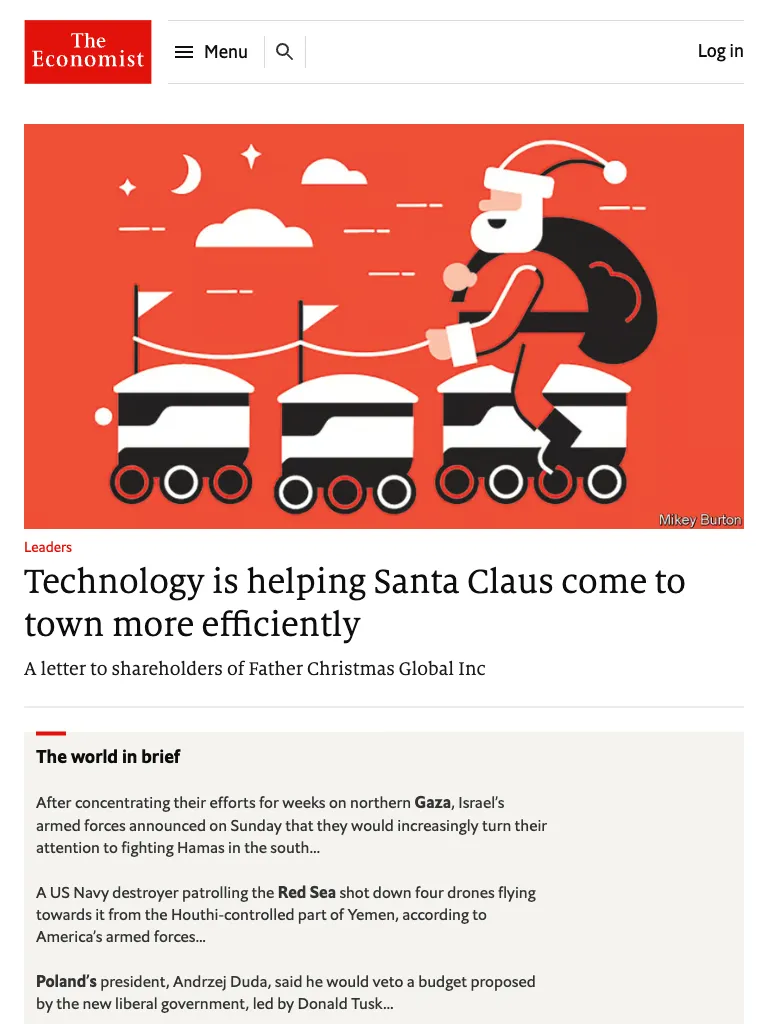 The
Economist
Menu
Log in
Mikey Burton
Leaders
Technology is helping Santa Claus come to
town more efficiently
A letter to shareholders of Father Christmas Global Inc
The world in brief
After concentrating their efforts for weeks on northern Gaza, Israel’s
armed forces announced on Sunday that they would increasingly turn their
attention to fighting Hamas in the south…
A US Navy destroyer patrolling the Red Sea shot down four drones flying
towards it from the Houthi-controlled part of Yemen, according to
America’s armed forces…
Poland’s president, Andrzej Duda, said he would veto a budget proposed
by the new liberal government, led by Donald Tusk…